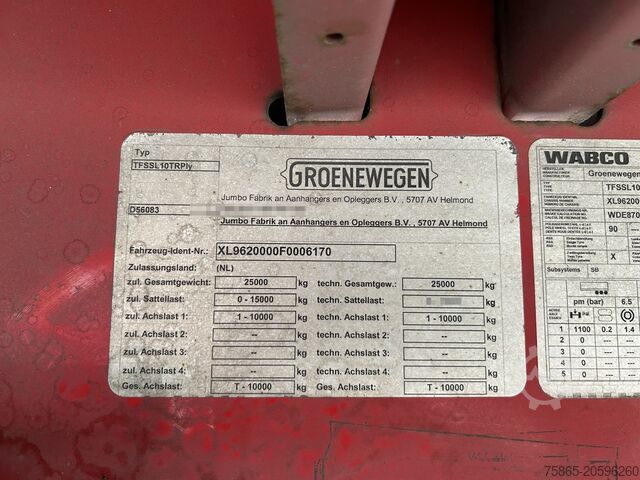 Typ
TFSSL10TRPly
GROENEWEGEN
Jumbo Fabrik an Aanhangers en Opleggers B.V. , 5707 AV Helmond
D56083
Jumbo Fabrik an Aanhangers en Opleggers B.V. , 5707 AV Helmond
Fahrzeug-Ident-Nr.: XL9620000F0006170
Zulassungsland: (NL)
zul. Gesamtgewicht: 25000 kg techn. Gesamtgew.: 25000 kg
zul. Sattellast: 0 - 15000 kg techn. Sattellast: kg
zul. Achslast 1: 1 - 10000 kg techn. Achslast 1: 1 - 10000 kg
zul. Achslast 2: -- kg techn. Achslast 2: -- kg
zul. Achslast 3: -- kg techn. Achslast 3: -- kg
zul. Achslast 4: -- kg techn. Achslast 4: -- kg
Ges. Achslast: T - 10000 kg Ges. Achslast: T - 10000 kg
WABCO
Groenewegen
TFSSL10
XL9620
WDE870
90
X
Subsystems SB
pm (bar) 6.5
1 1100 0.2 1.4
2 0 -- --
3 0 -- --
4 0 -- --
5 0 -- --
75865-20596260